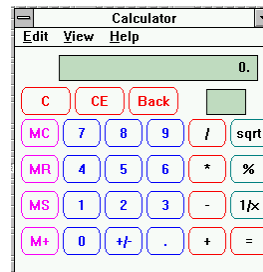 Calculator
Edit View Help
0.
C CE Back
MC 7 8 9 / sqrt
MR 4 5 6 * %
MS 1 2 3 - 1/x
M+ 0 +/- . + =